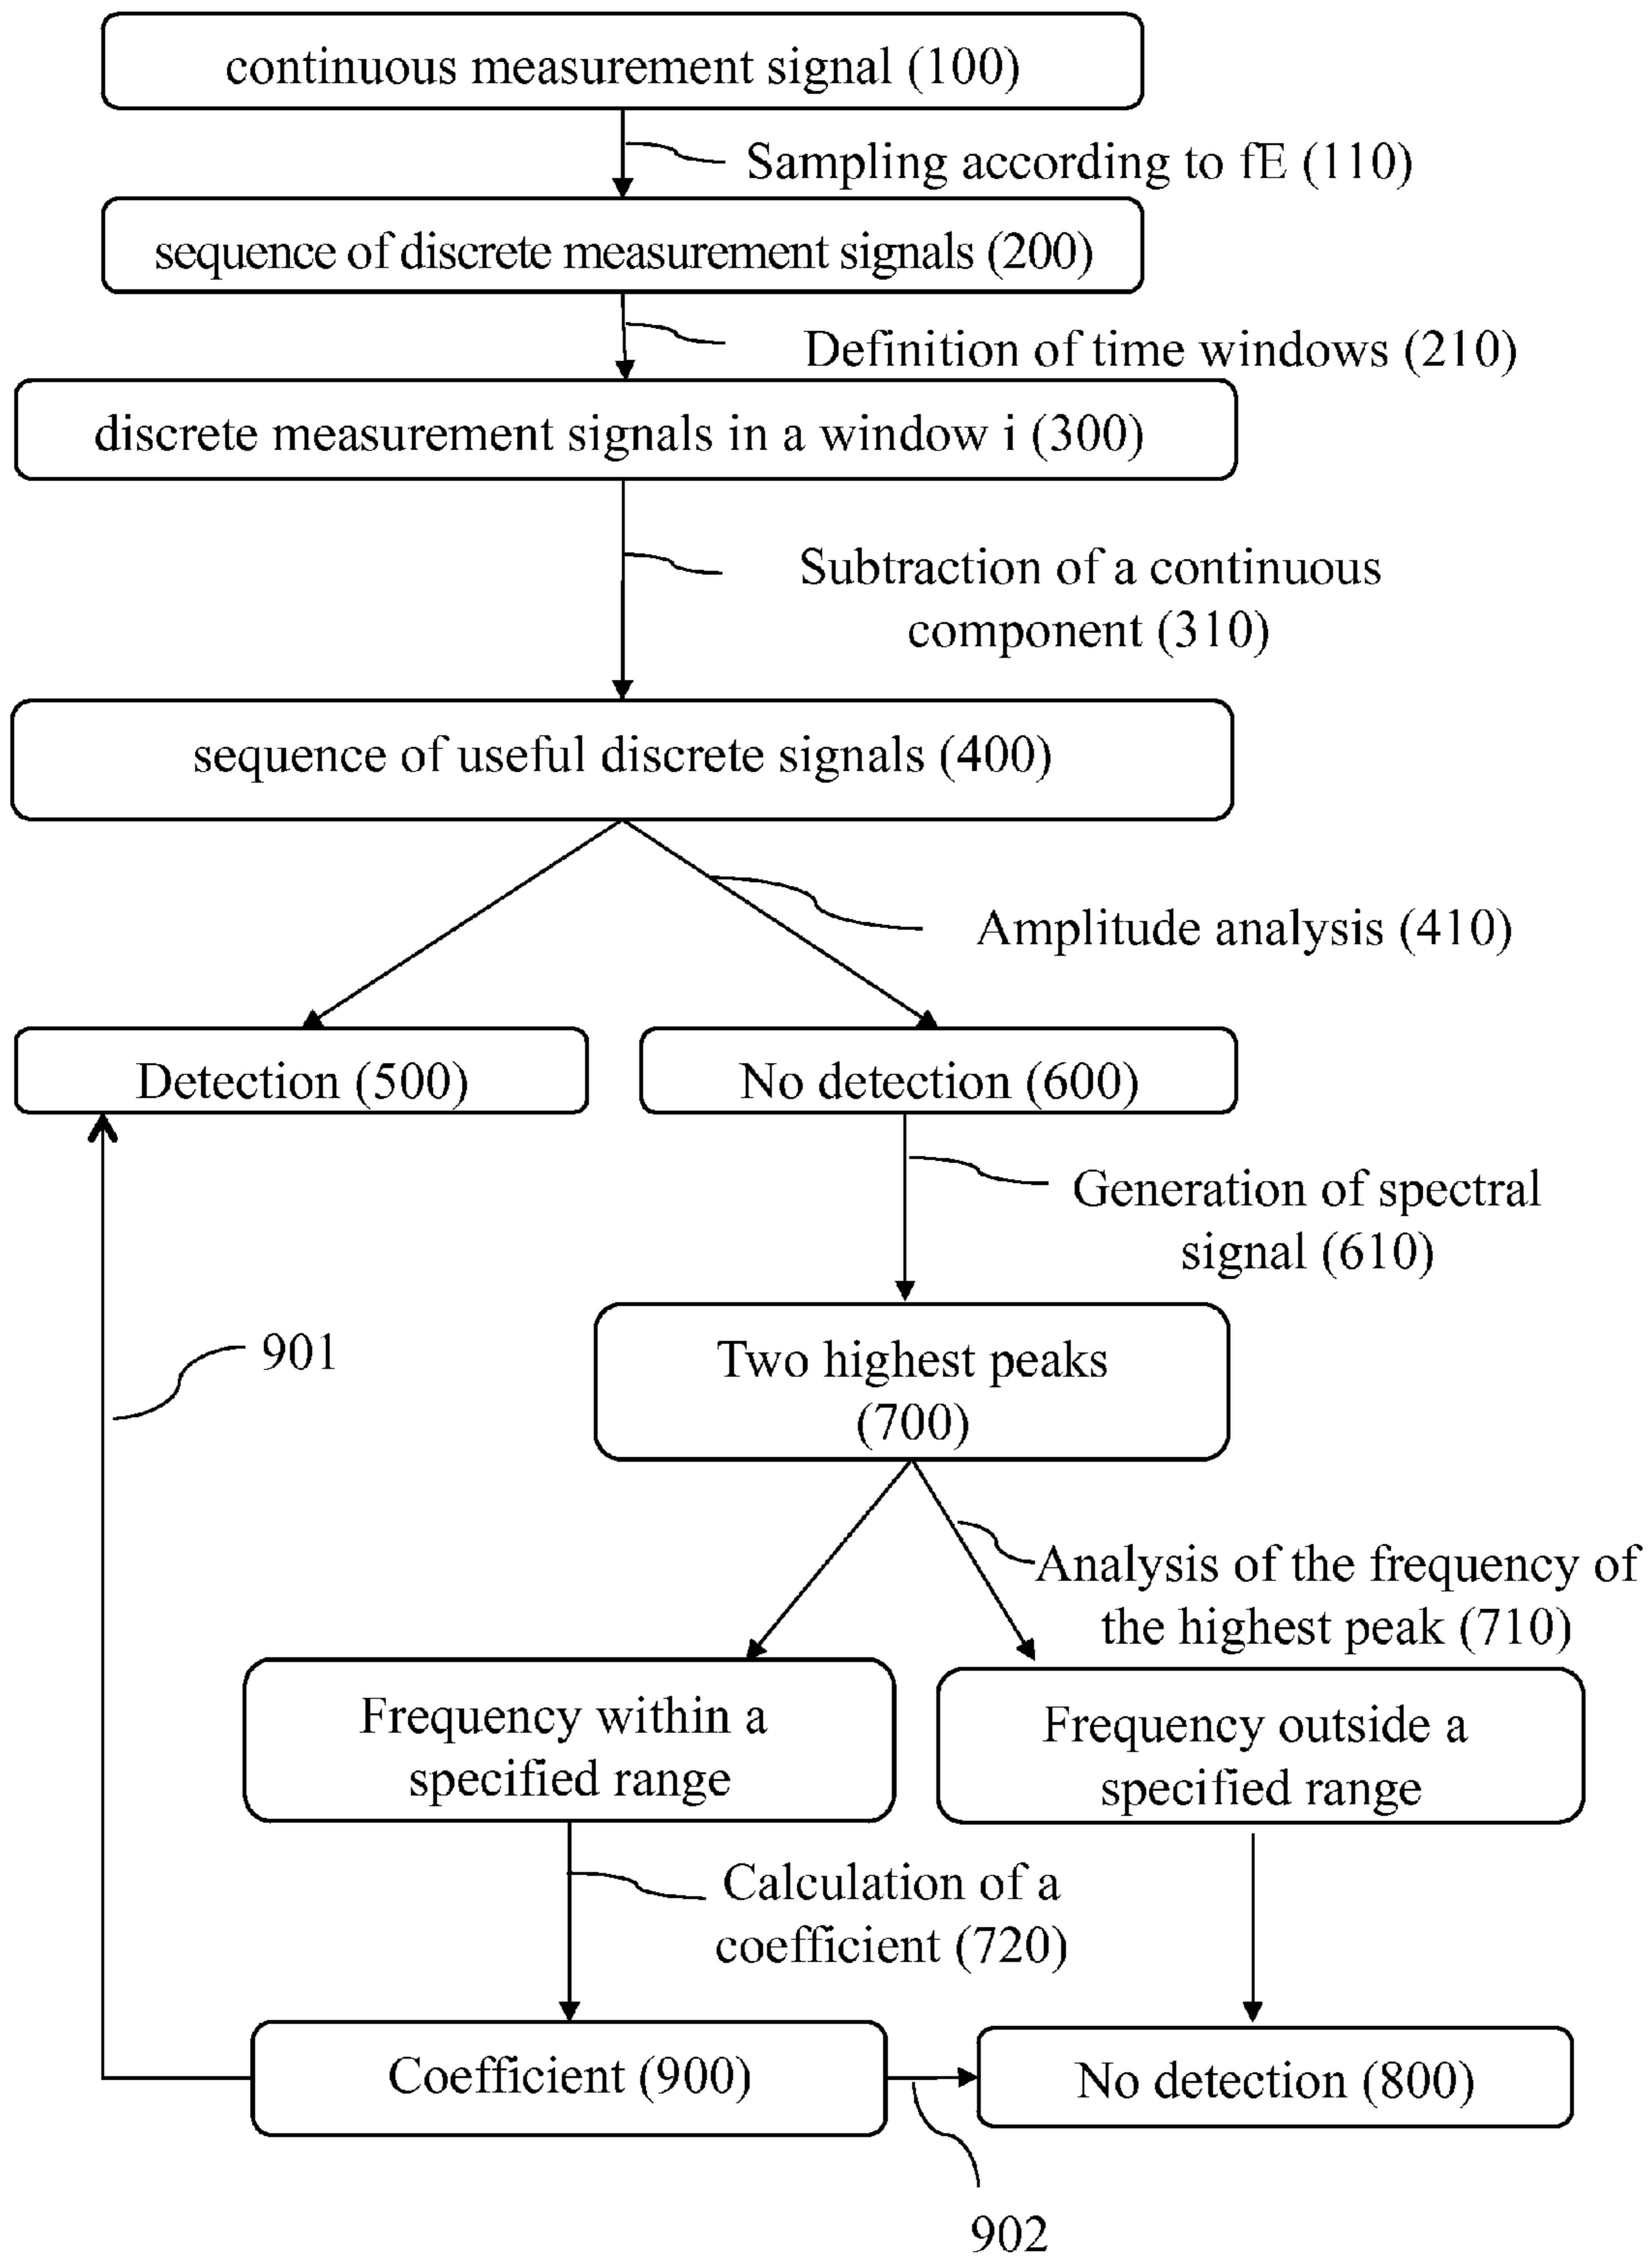 continuous measurement signal (100)
Sampling according to fE (110)
sequence of discrete measurement signals (200)
Definition of time windows (210)
discrete measurement signals in a window i (300)
Subtraction of a continuous
component (310)
sequence of useful discrete signals (400)
Amplitude analysis (410)
Detection (500)
No detection (600)
Generation of spectral
signal (610)
901
Two highest peaks
(700)
Analysis of the frequency of
the highest peak (710)
Frequency within a
specified range
Frequency outside a
specified range
Calculation of a
coefficient (720)
Coefficient (900)
No detection (800)
902